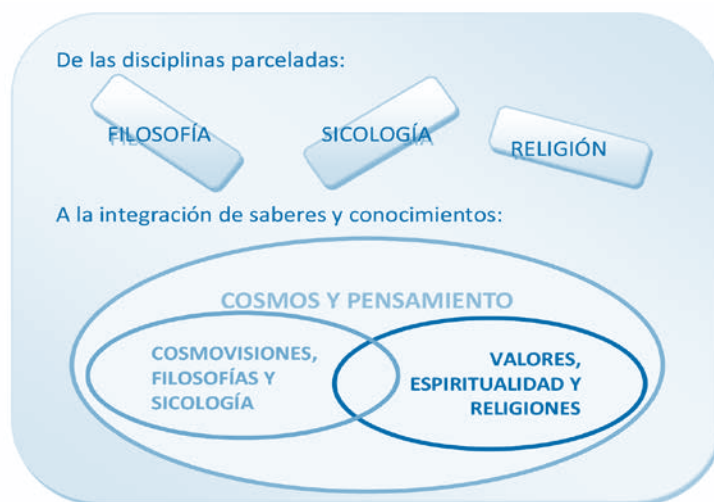 De las disciplinas parceladas:
FILOSOFÍA
SICOLOGÍA
RELIGIÓN
A la integración de saberes y conocimientos:
COSMOS Y PENSAMIENTO
COSMOVISIONES,
FILOSOFÍAS Y
SICOLOGÍA
VALORES,
ESPIRITUALIDAD Y
RELIGIONES